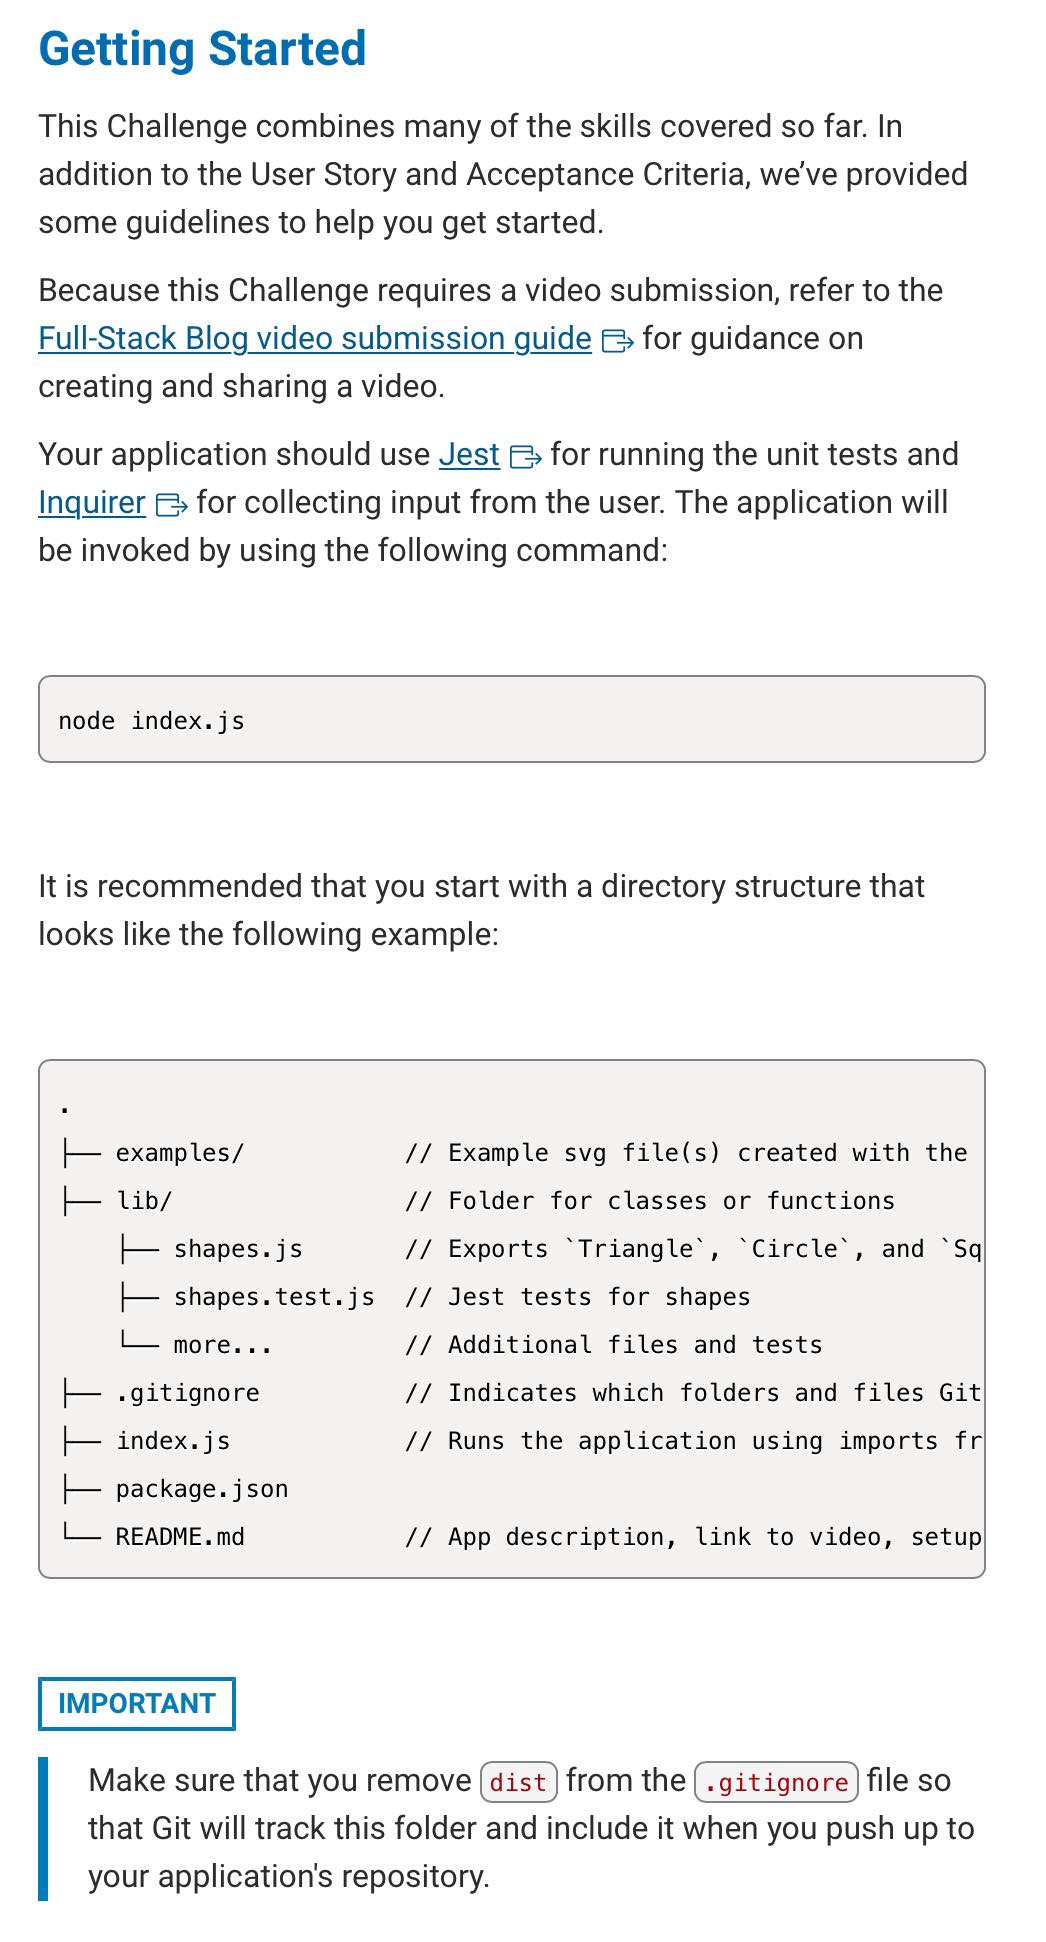 Getting Started
This Challenge combines many of the skills covered so far. In
addition to the User Story and Acceptance Criteria, we’ve provided
some guidelines to help you get started.
Because this Challenge requires a video submission, refer to the
Full-Stack Blog video submission guide for guidance on
creating and sharing a video.
Your application should use Jest for running the unit tests and
Inquirer for collecting input from the user. The application will
be invoked by using the following command:
node index.js
It is recommended that you start with a directory structure that
looks like the following example:
.
├── examples/           // Example svg file(s) created with the
├── lib/                // Folder for classes or functions
    ├── shapes.js       // Exports `Triangle`, `Circle`, and `Sq
    ├── shapes.test.js  // Jest tests for shapes
    └── more...         // Additional files and tests
├── .gitignore          // Indicates which folders and files Git
├── index.js            // Runs the application using imports fr
├── package.json
└── README.md           // App description, link to video, setup
IMPORTANT
Make sure that you remove dist from the .gitignore file so
that Git will track this folder and include it when you push up to
your application's repository.